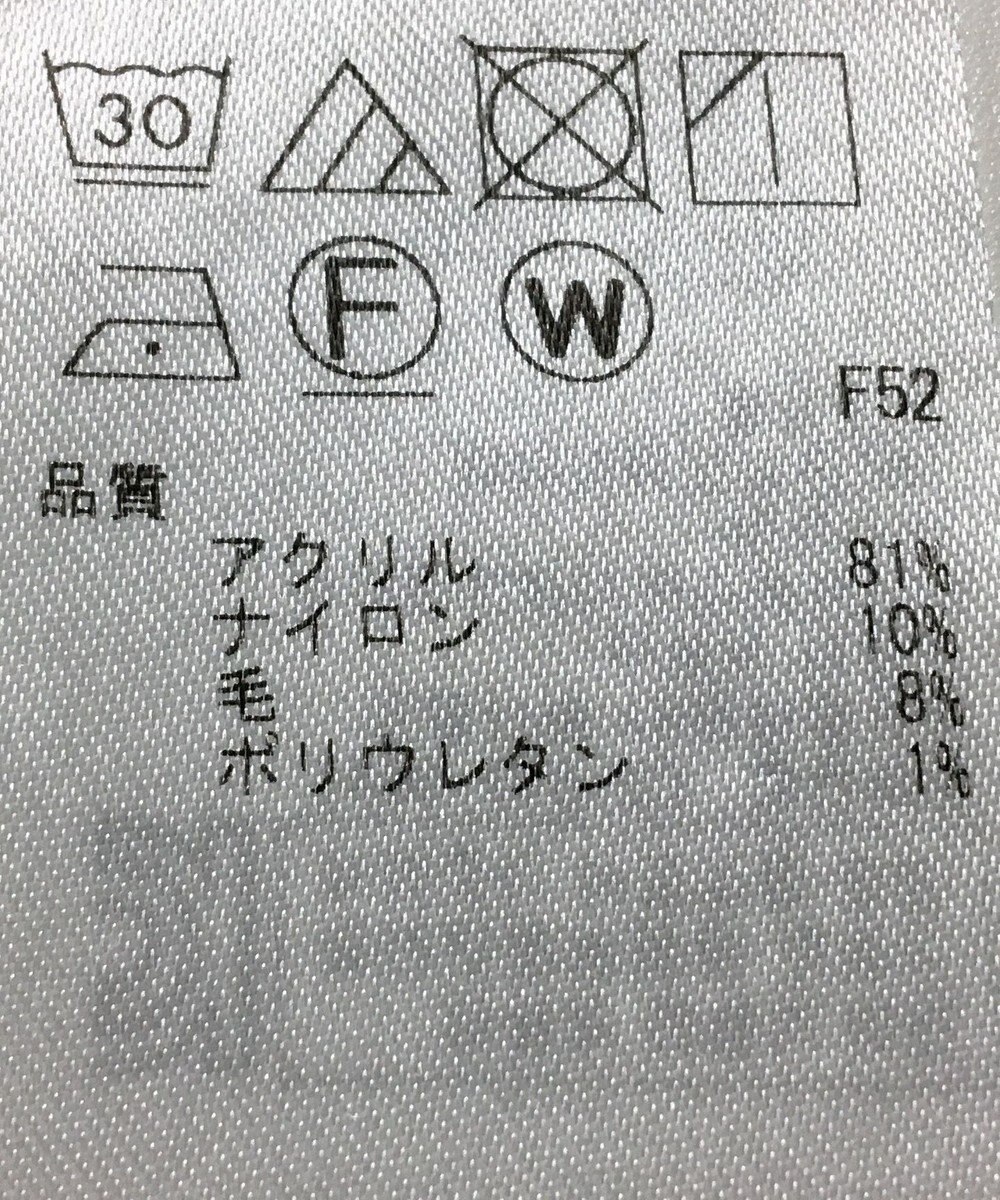 30
F W
F52
品質
アクリル 81%
ナイロン 10%
毛 8%
ポリウレタン 1%